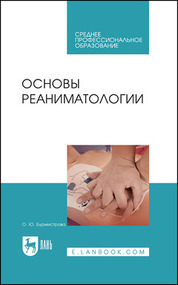 СРЕДНЕЕ
ПРОФЕССИОНАЛЬНОЕ
ОБРАЗОВАНИЕ
ОСНОВЫ
РЕАНИМАТОЛОГИИ
О. Ю. Бурмистрова
ЛАНЬ
E.LANBOOK.COM